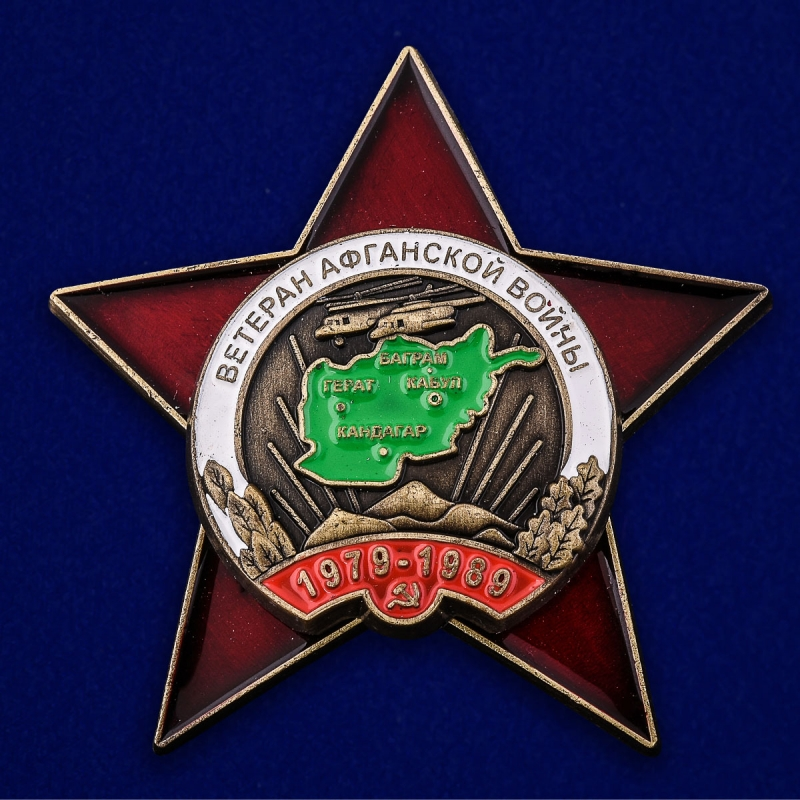 ВЕТЕРАН АФГАНСКОЙ ВОЙНЫ
БАГРАМ
ГЕРАТ КАБУЛ
КАНДАГАР
1979-1989